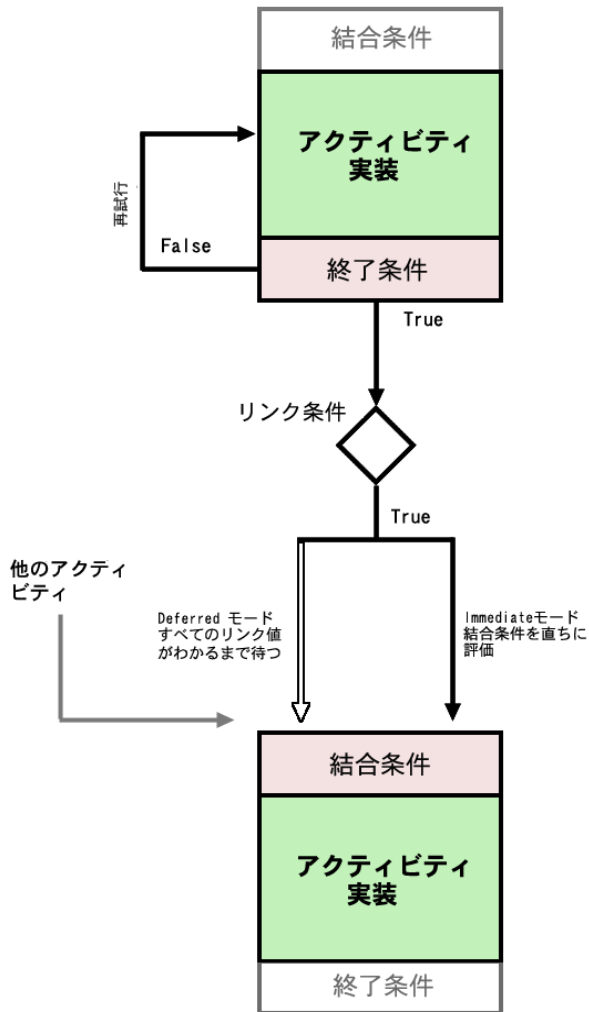 結合条件
アクティビティ
実装
再試行
False
終了条件
True
リンク条件
True
他のアクティ
ビティ
Deferred モード
すべてのリンク値
がわかるまで待つ
Immediateモード
結合条件を直ちに
評価
結合条件
アクティビティ
実装
終了条件